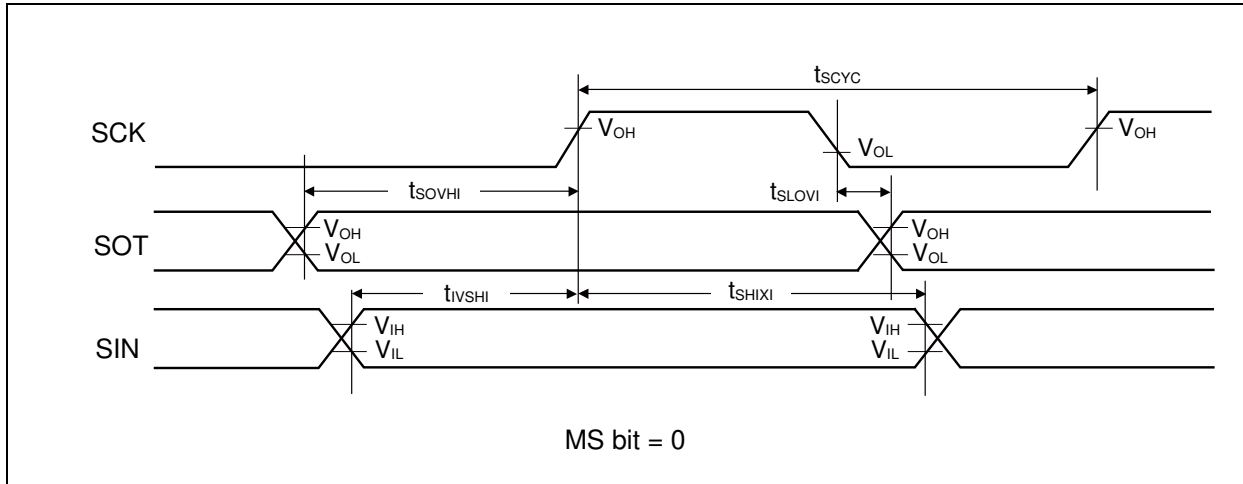 tSCYC
SCK
VOH
VOL
VOH
tSOVHI
tSLOVI
SOT
VOH
VOL
VOH
VOL
tIVSHI
tSHIXI
SIN
VIH
VIL
VIH
VIL
MS bit = 0